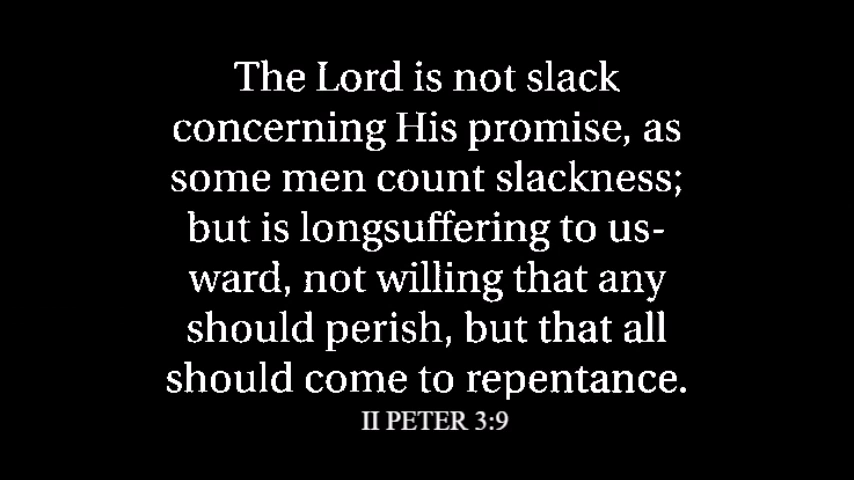 The Lord is not slack
concerning His promise, as
some men count slackness;
but is longsuffering to us-
ward, not willing that any
should perish, but that all
should come to repentance.
II PETER 3:9